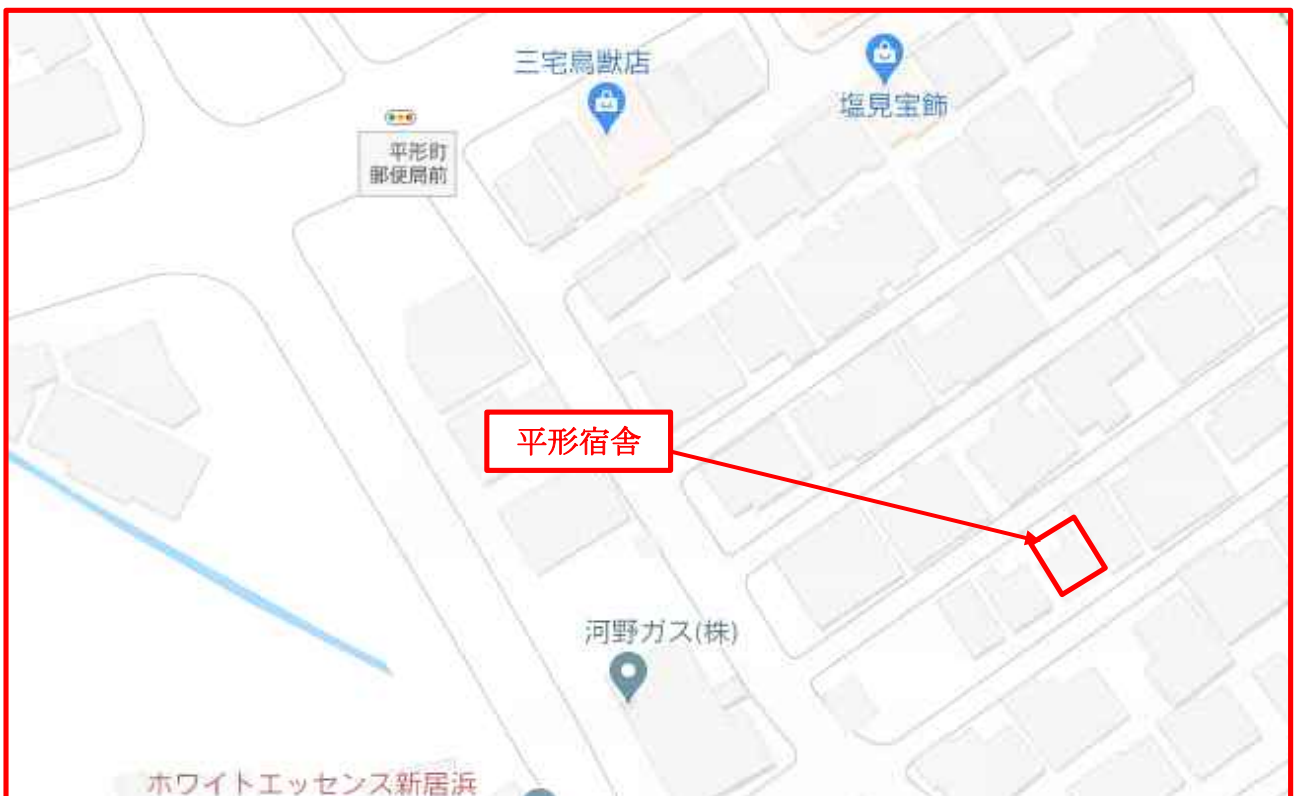 三宅鳥獣店
塩見宝飾
平形町
郵便局前
平形宿舎
河野ガス(株)
ホワイトエッセンス新居浜